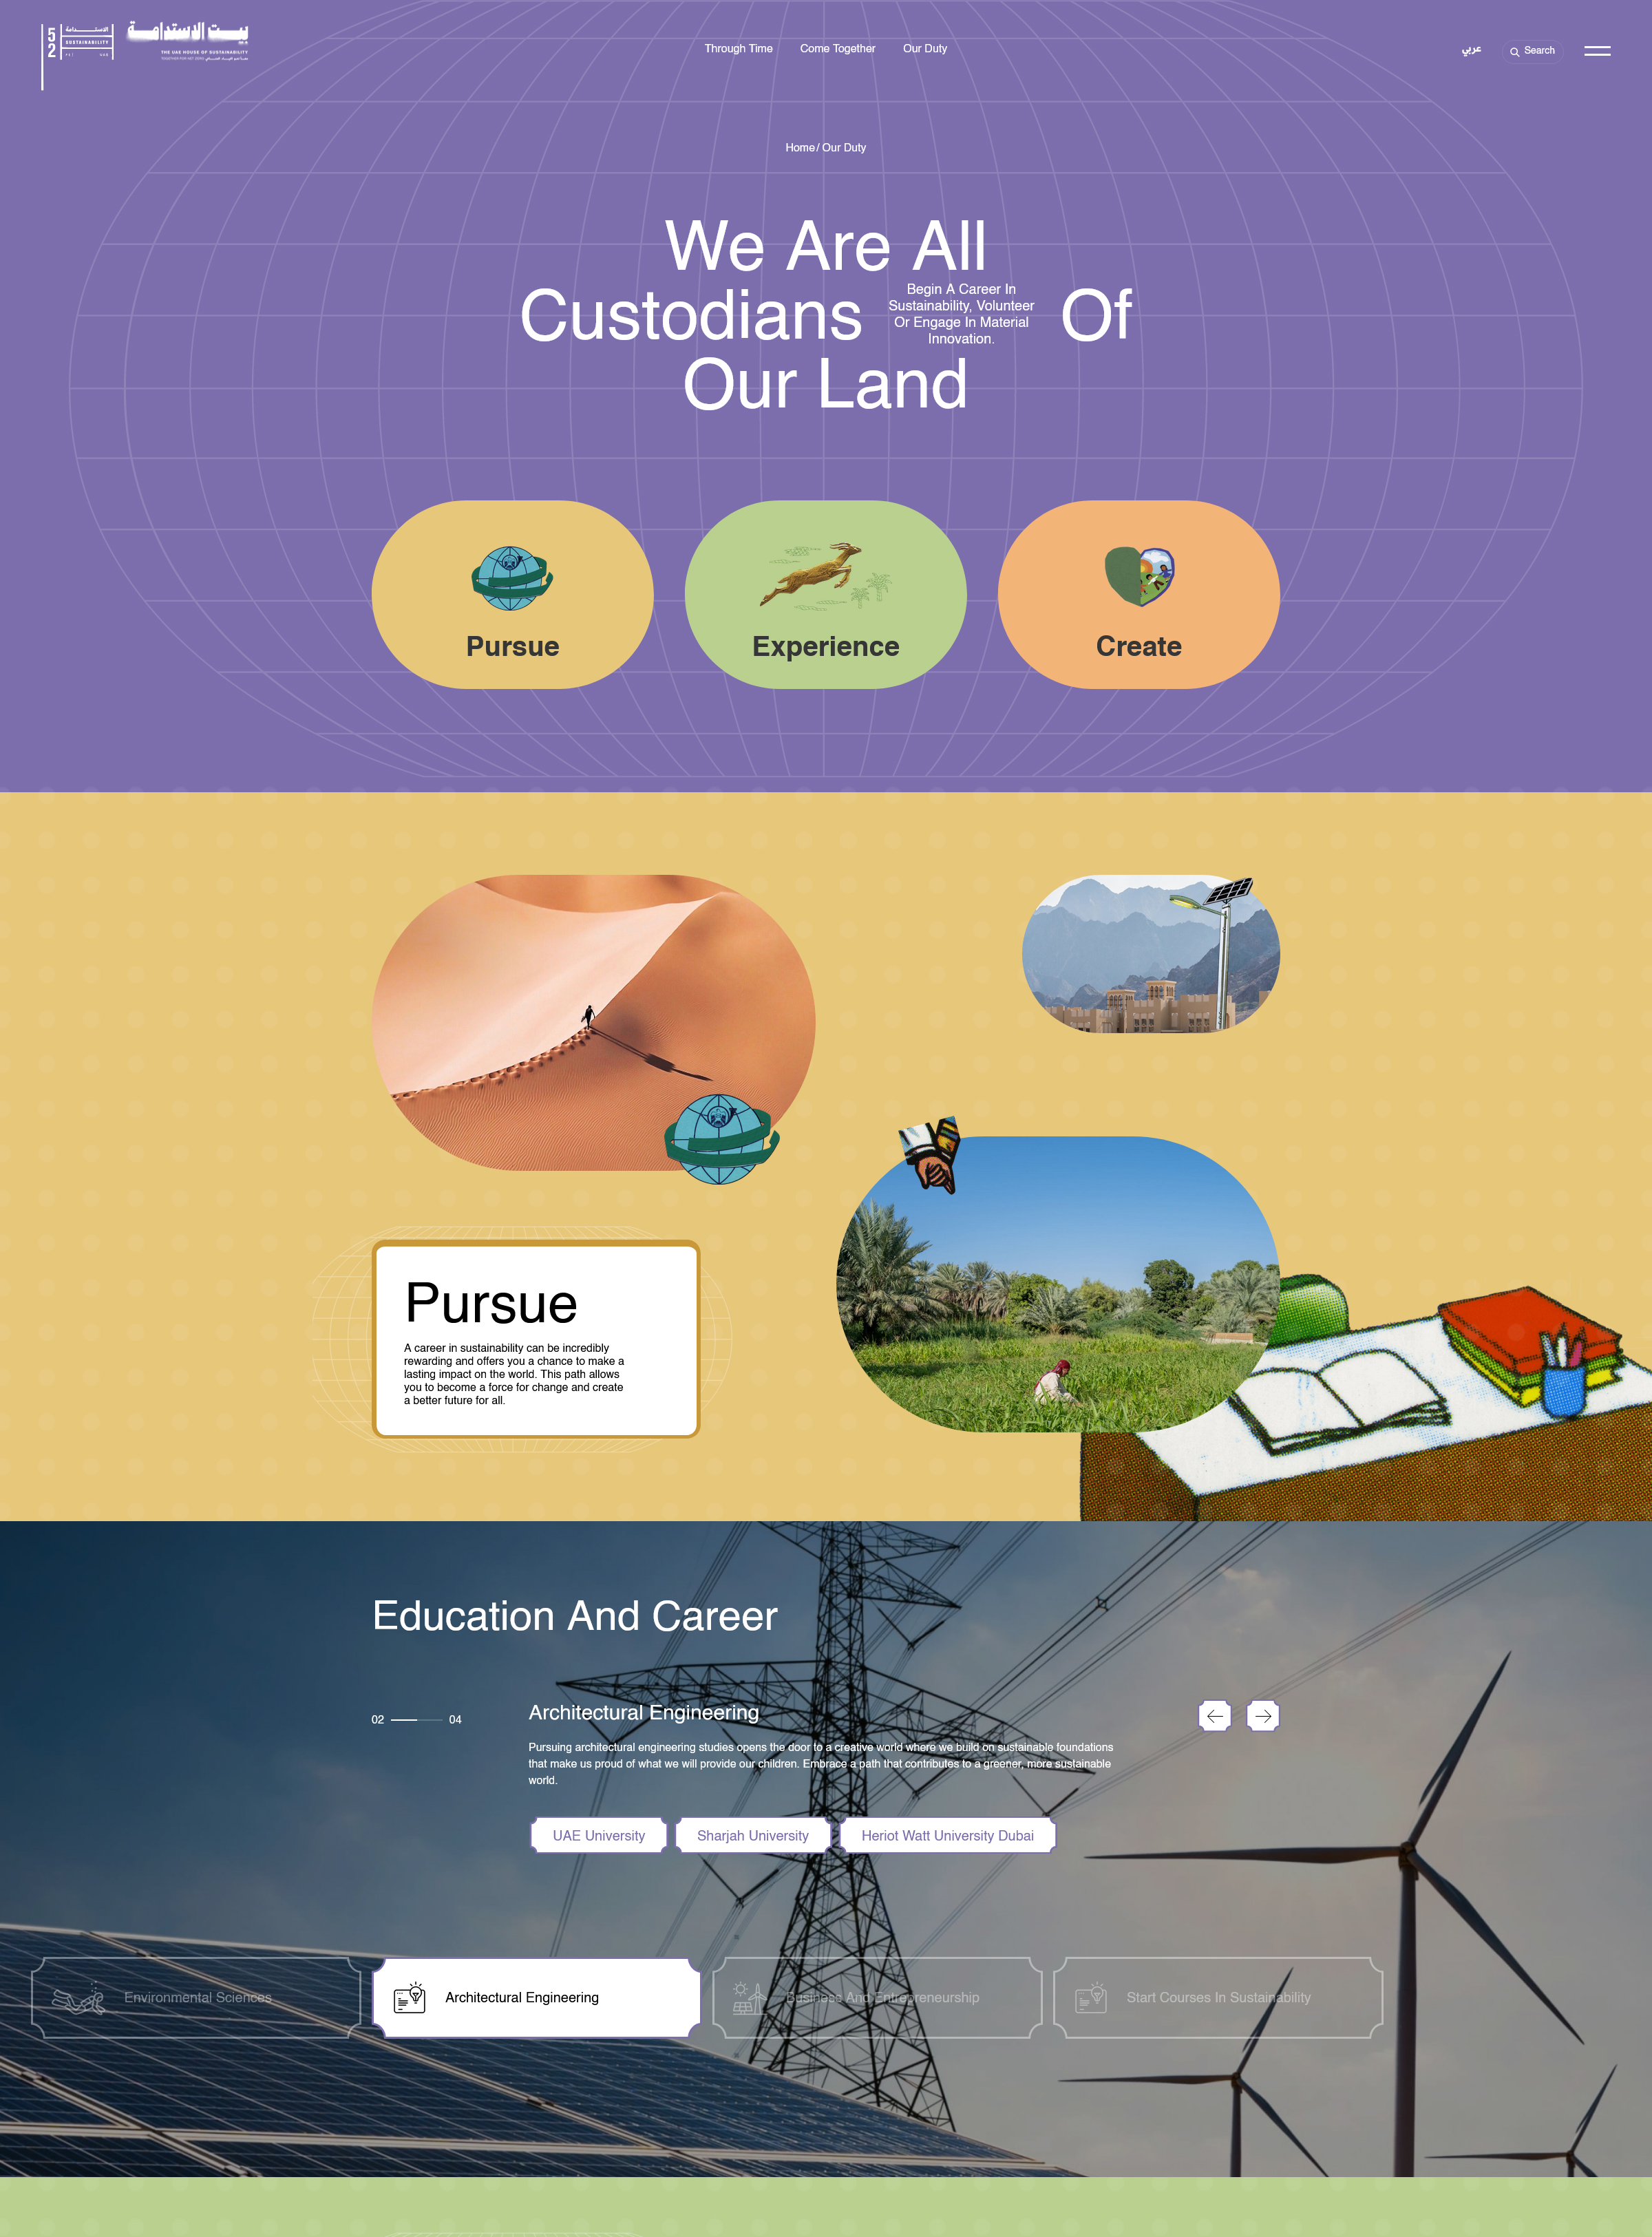 5
2
الاستدامة
SUSTAINABILITY
بيت الاستدامة
THE UAE HOUSE OF SUSTAINABILITY
Through Time
Come Together
Our Duty
عربي
Search
Home / Our Duty
We Are All
Custodians
Begin A Career In
Sustainability, Volunteer
Or Engage In Material
Innovation.
Of
Our Land
Pursue
Experience
Create
Pursue
A career in sustainability can be incredibly
rewarding and offers you a chance to make a
lasting impact on the world. This path allows
you to become a force for change and create
a better future for all.
Education And Career
02
04
Architectural Engineering
Pursuing architectural engineering studies opens the door to a creative world where we build on sustainable foundations
that make us proud of what we will provide our children. Embrace a path that contributes to a greener, more sustainable
world.
UAE University
Sharjah University
Heriot Watt University Dubai
Environmental Sciences
Architectural Engineering
Business And Entrepreneurship
Start Courses In Sustainability